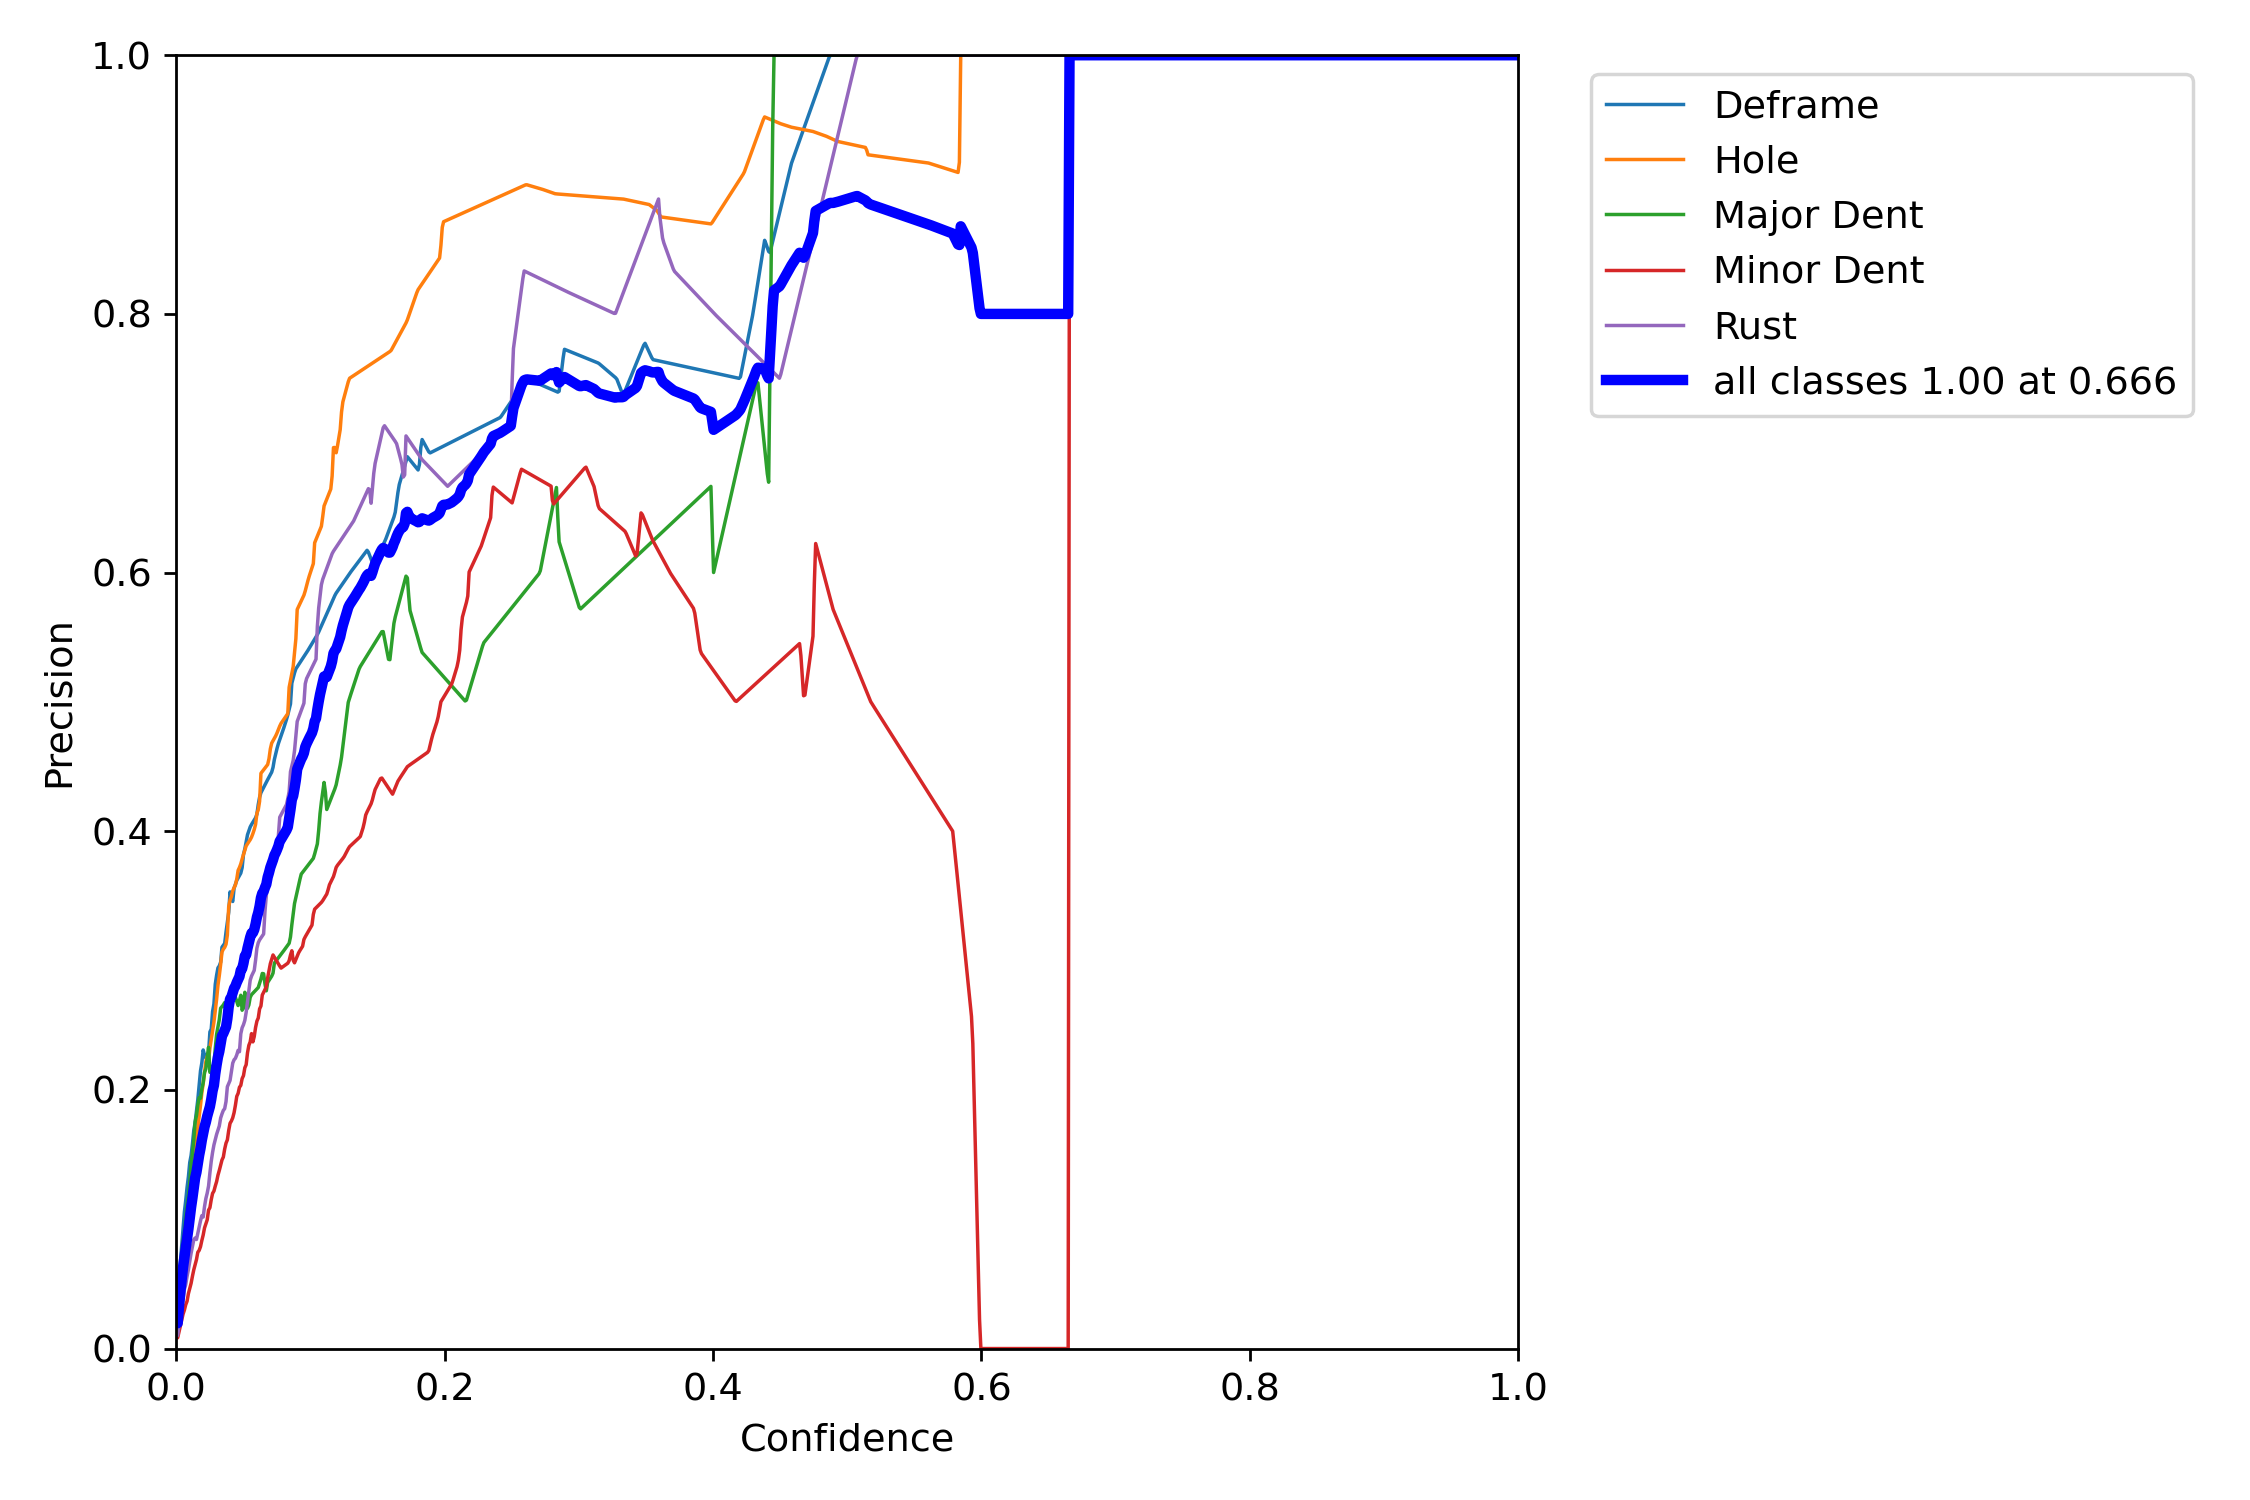 1.0
0.8
0.6
0.4
0.2
0.0
Precision
0.0 0.2 0.4 0.6 0.8 1.0
Confidence
Deframe
Hole
Major Dent
Minor Dent
Rust
all classes 1.00 at 0.666